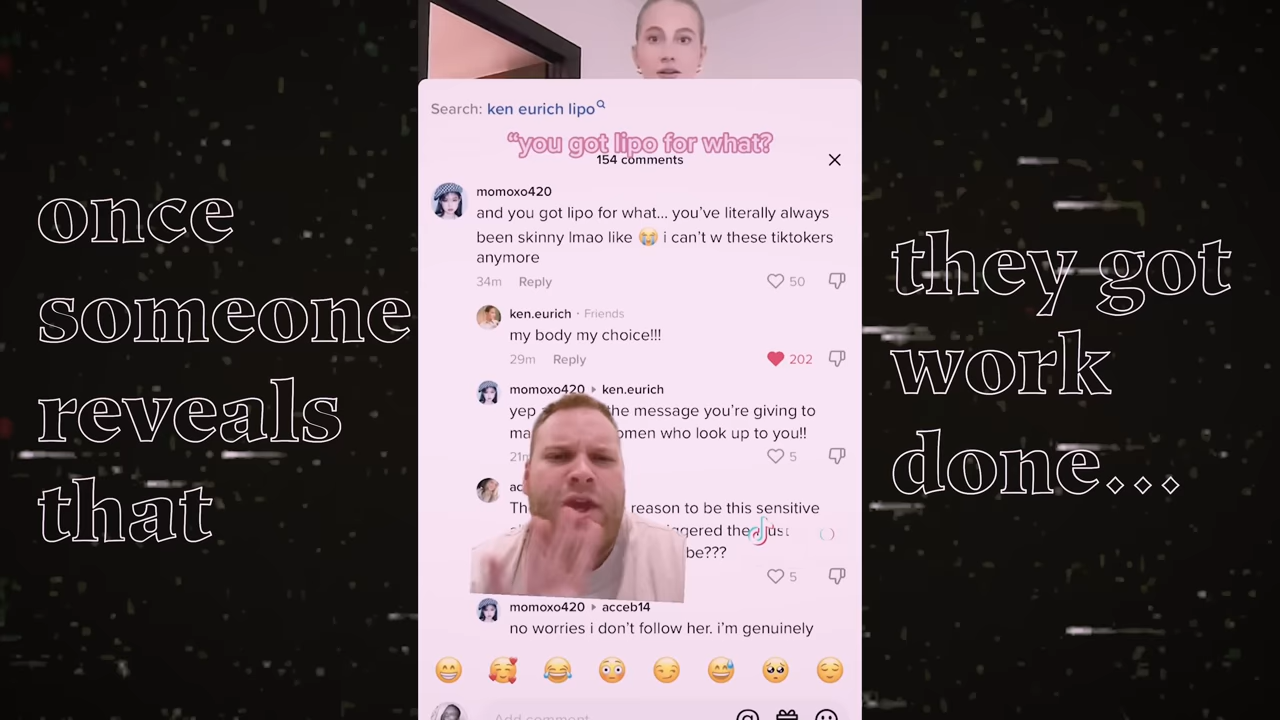 once
someone
reveals
that
Search: ken eurich lipo
"you got lipo for what?
154 comments
momoxo420
and you got lipo for what... you've literally always
been skinny lmao like 😭 i can't w these tiktokers
anymore
34m Reply
50
ken.eurich · Friends
my body my choice!!!
29m Reply
202
momoxo420 ▸ ken.eurich
yep the message you're giving to
women who look up to you!!
5
reason to be this sensitive
just
be???
5
momoxo420 ▸ acceb14
no worries i don't follow her. i'm genuinely
Add comment
they got
work
done...